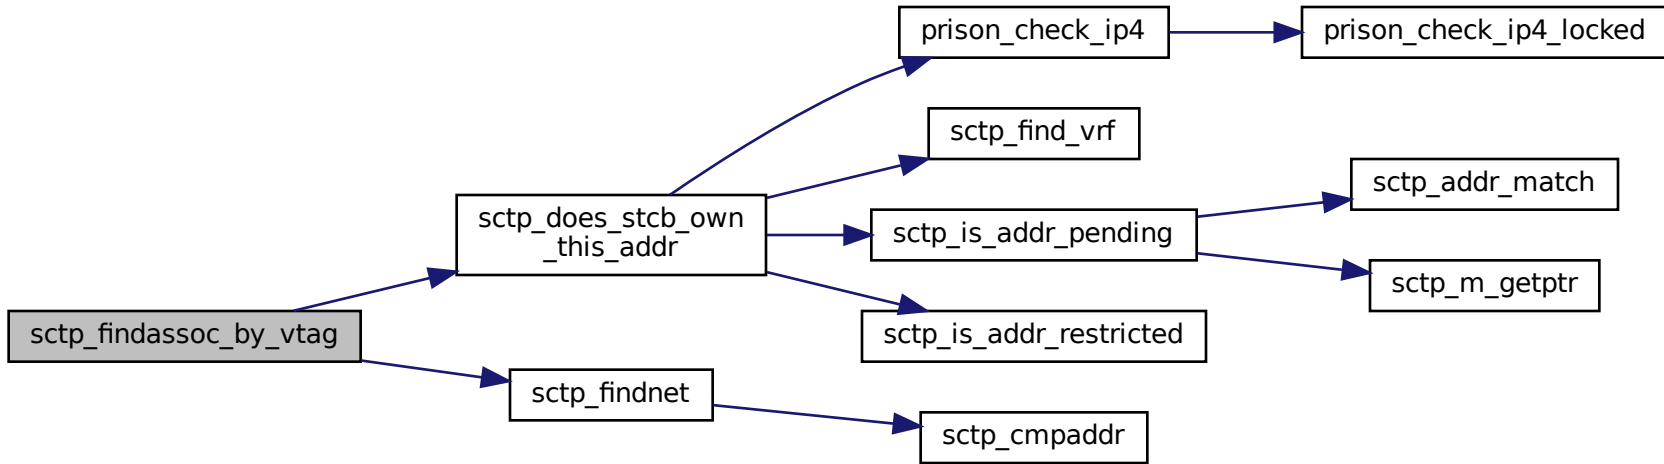 prison_check_ip4
prison_check_ip4_locked
sctp_find_vrf
sctp_addr_match
sctp_does_stcb_own
_this_addr
sctp_is_addr_pending
sctp_m_getptr
sctp_findassoc_by_vtag
sctp_is_addr_restricted
sctp_findnet
sctp_cmpaddr